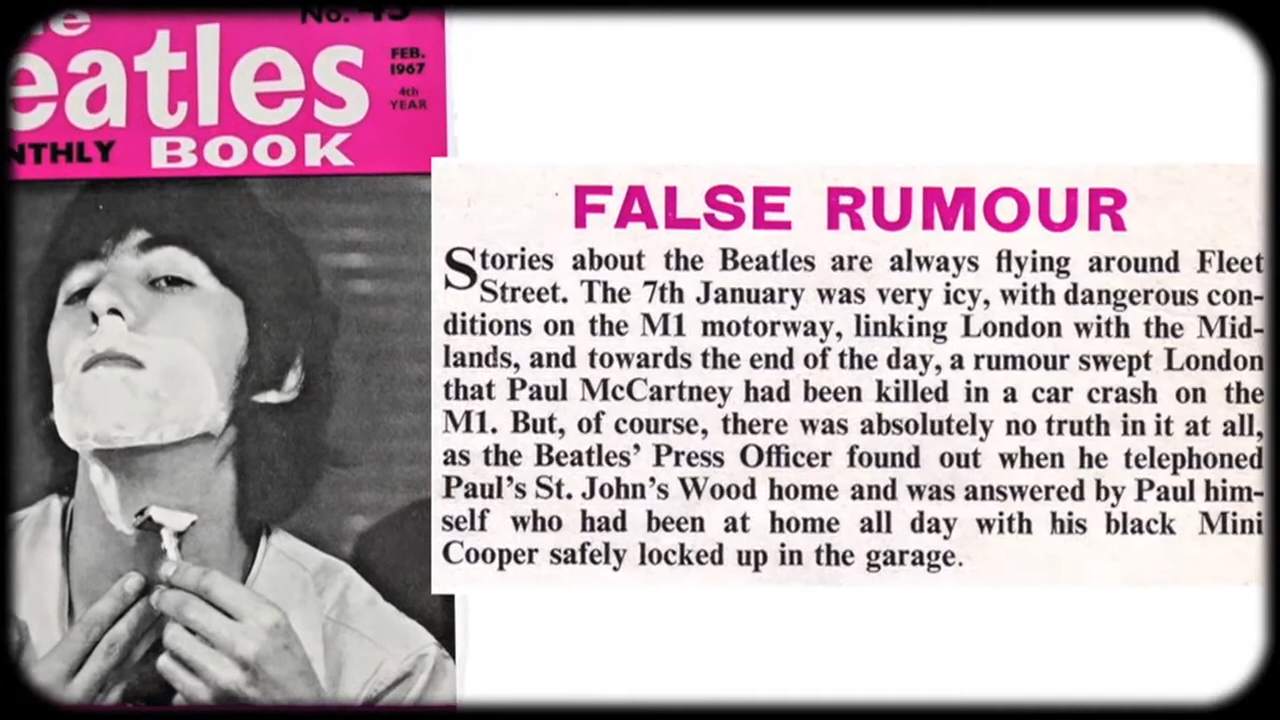 No. 43
eatles
FEB.
1967
4th
YEAR
NTHLY BOOK
FALSE RUMOUR
Stories about the Beatles are always flying around Fleet
Street. The 7th January was very icy, with dangerous con-
ditions on the M1 motorway, linking London with the Mid-
lands, and towards the end of the day, a rumour swept London
that Paul McCartney had been killed in a car crash on the
M1. But, of course, there was absolutely no truth in it at all,
as the Beatles’ Press Officer found out when he telephoned
Paul’s St. John’s Wood home and was answered by Paul him-
self who had been at home all day with his black Mini
Cooper safely locked up in the garage.